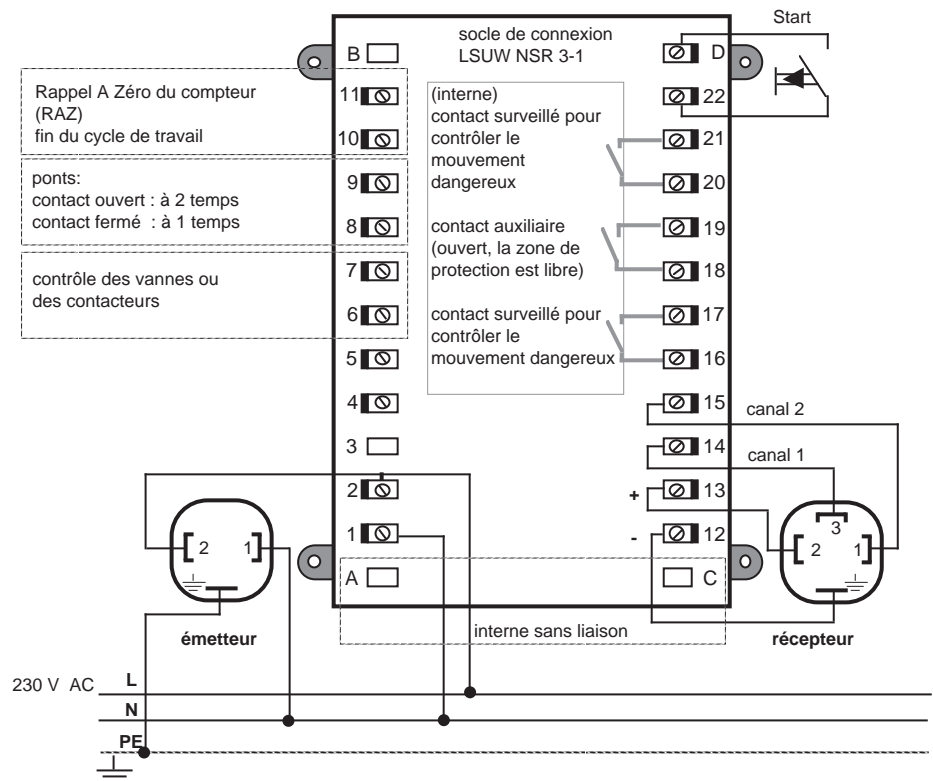 Start
socle de connexion
LSUW NSR 3-1
B
D
Rappel A Zéro du compteur
(RAZ)
fin du cycle de travail
11
10
22
(interne)
contact surveillé pour
contrôler le
mouvement
dangereux
21
20
ponts:
contact ouvert : à 2 temps
contact fermé : à 1 temps
9
8
contact auxiliaire
(ouvert, la zone de
protection est libre)
19
18
contrôle des vannes ou
des contacteurs
7
6
contact surveillé pour
contrôler le
mouvement dangereux
17
16
5
4
3
2
1
A
15
14
13
12
C
canal 2
canal 1
+
-
2
1
émetteur
3
2
1
récepteur
interne sans liaison
230 V AC
L
N
PE